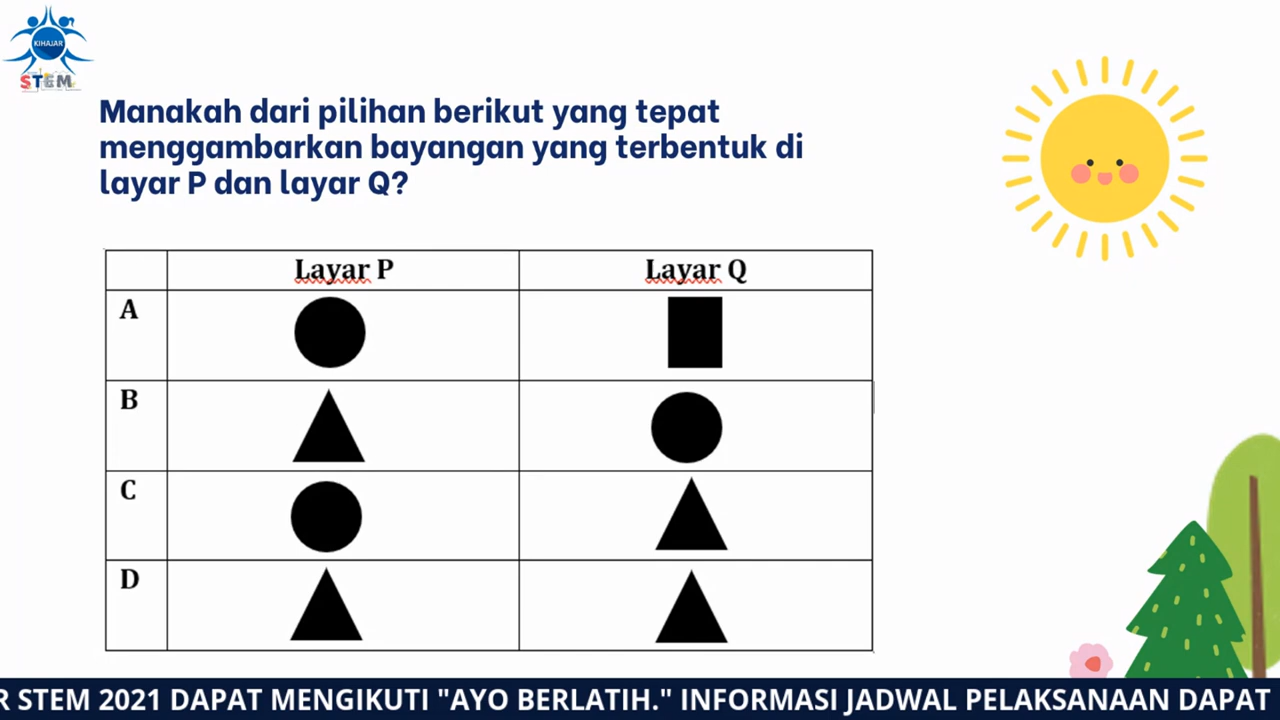 KIHAJAR
STEM
Manakah dari pilihan berikut yang tepat
menggambarkan bayangan yang terbentuk di
layar P dan layar Q?
Layar P Layar Q
A
B
C
D
R STEM 2021 DAPAT MENGIKUTI "AYO BERLATIH." INFORMASI JADWAL PELAKSANAAN DAPAT